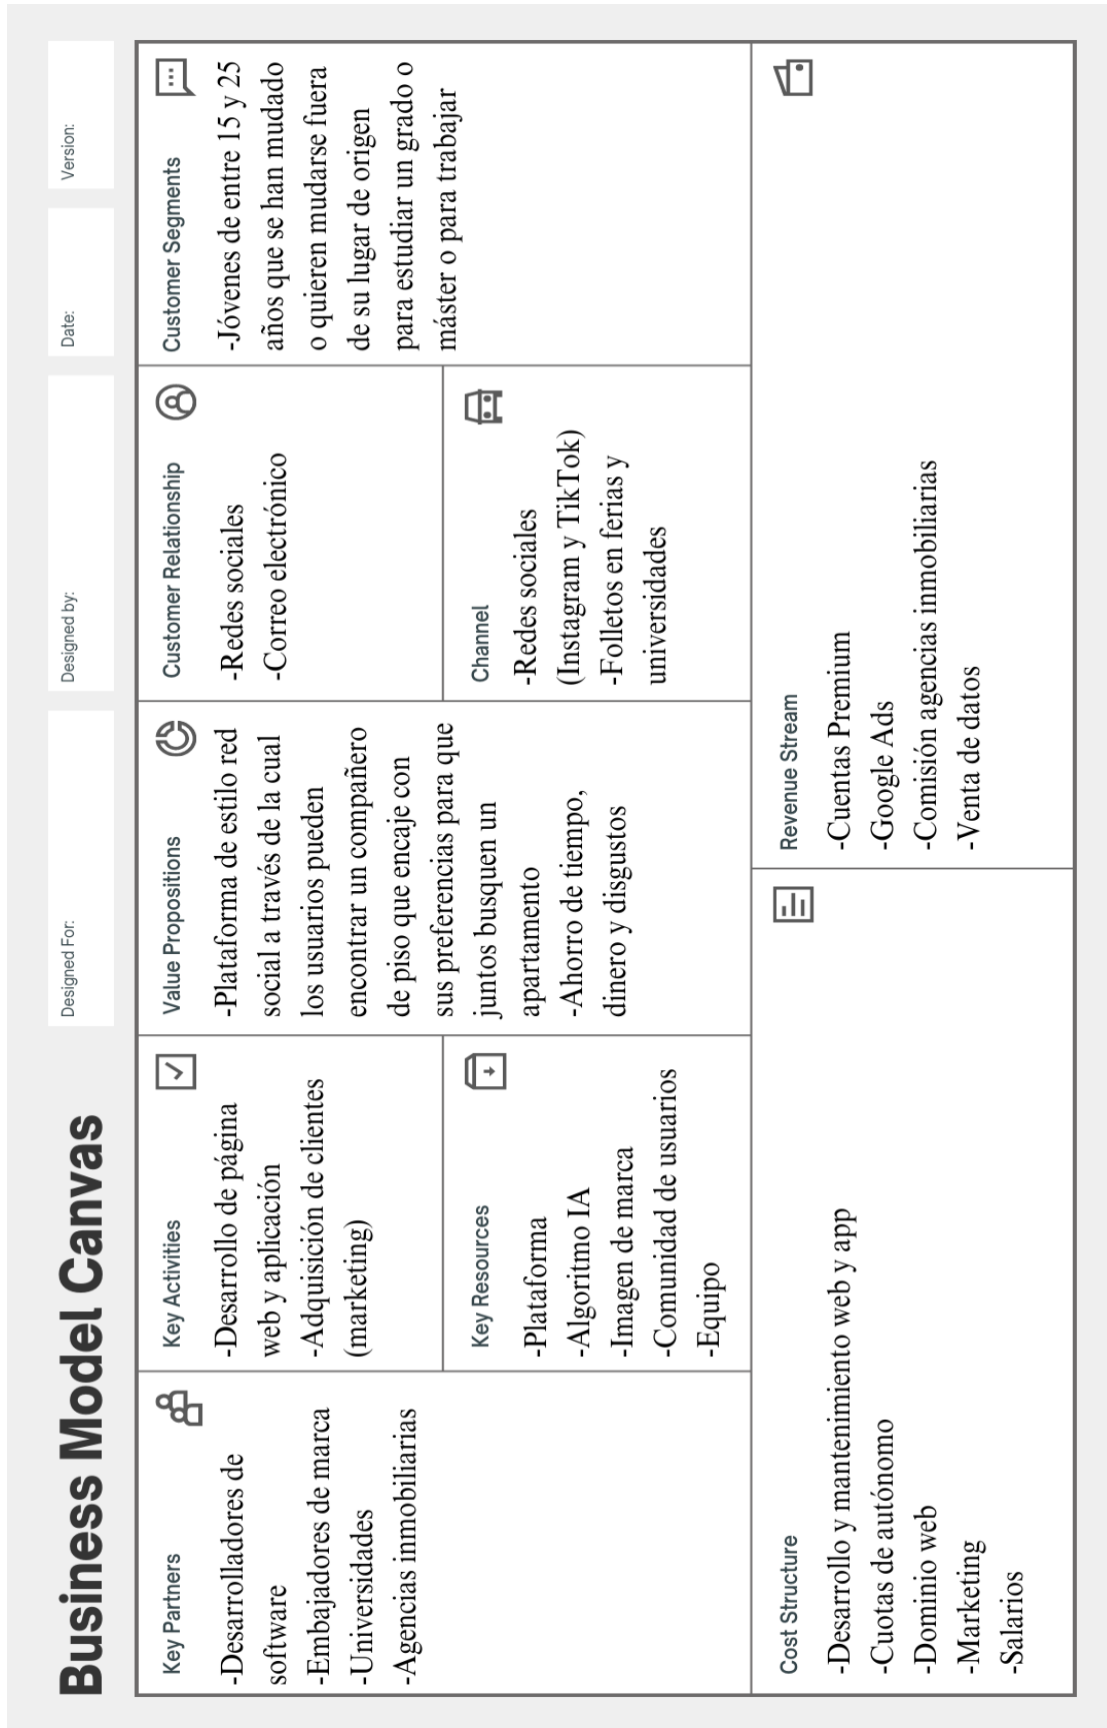 Business Model Canvas
Designed For:
Designed by:
Date:
Version:
Key Partners
-Desarrolladores de
software
-Embajadores de marca
-Universidades
-Agencias inmobiliarias
Key Activities
-Desarrollo de página
web y aplicación
-Adquisición de clientes
(marketing)
Key Resources
-Plataforma
-Algoritmo IA
-Imagen de marca
-Comunidad de usuarios
-Equipo
Value Propositions
-Plataforma de estilo red
social a través de la cual
los usuarios pueden
encontrar un compañero
de piso que encaje con
sus preferencias para que
juntos busquen un
apartamento
-Ahorro de tiempo,
dinero y disgustos
Customer Relationship
-Redes sociales
-Correo electrónico
Channel
-Redes sociales
(Instagram y TikTok)
-Folletos en ferias y
universidades
Customer Segments
-Jóvenes de entre 15 y 25
años que se han mudado
o quieren mudarse fuera
de su lugar de origen
para estudiar un grado o
máster o para trabajar
Cost Structure
-Desarrollo y mantenimiento web y app
-Cuotas de autónomo
-Dominio web
-Marketing
-Salarios
Revenue Stream
-Cuentas Premium
-Google Ads
-Comisión agencias inmobiliarias
-Venta de datos